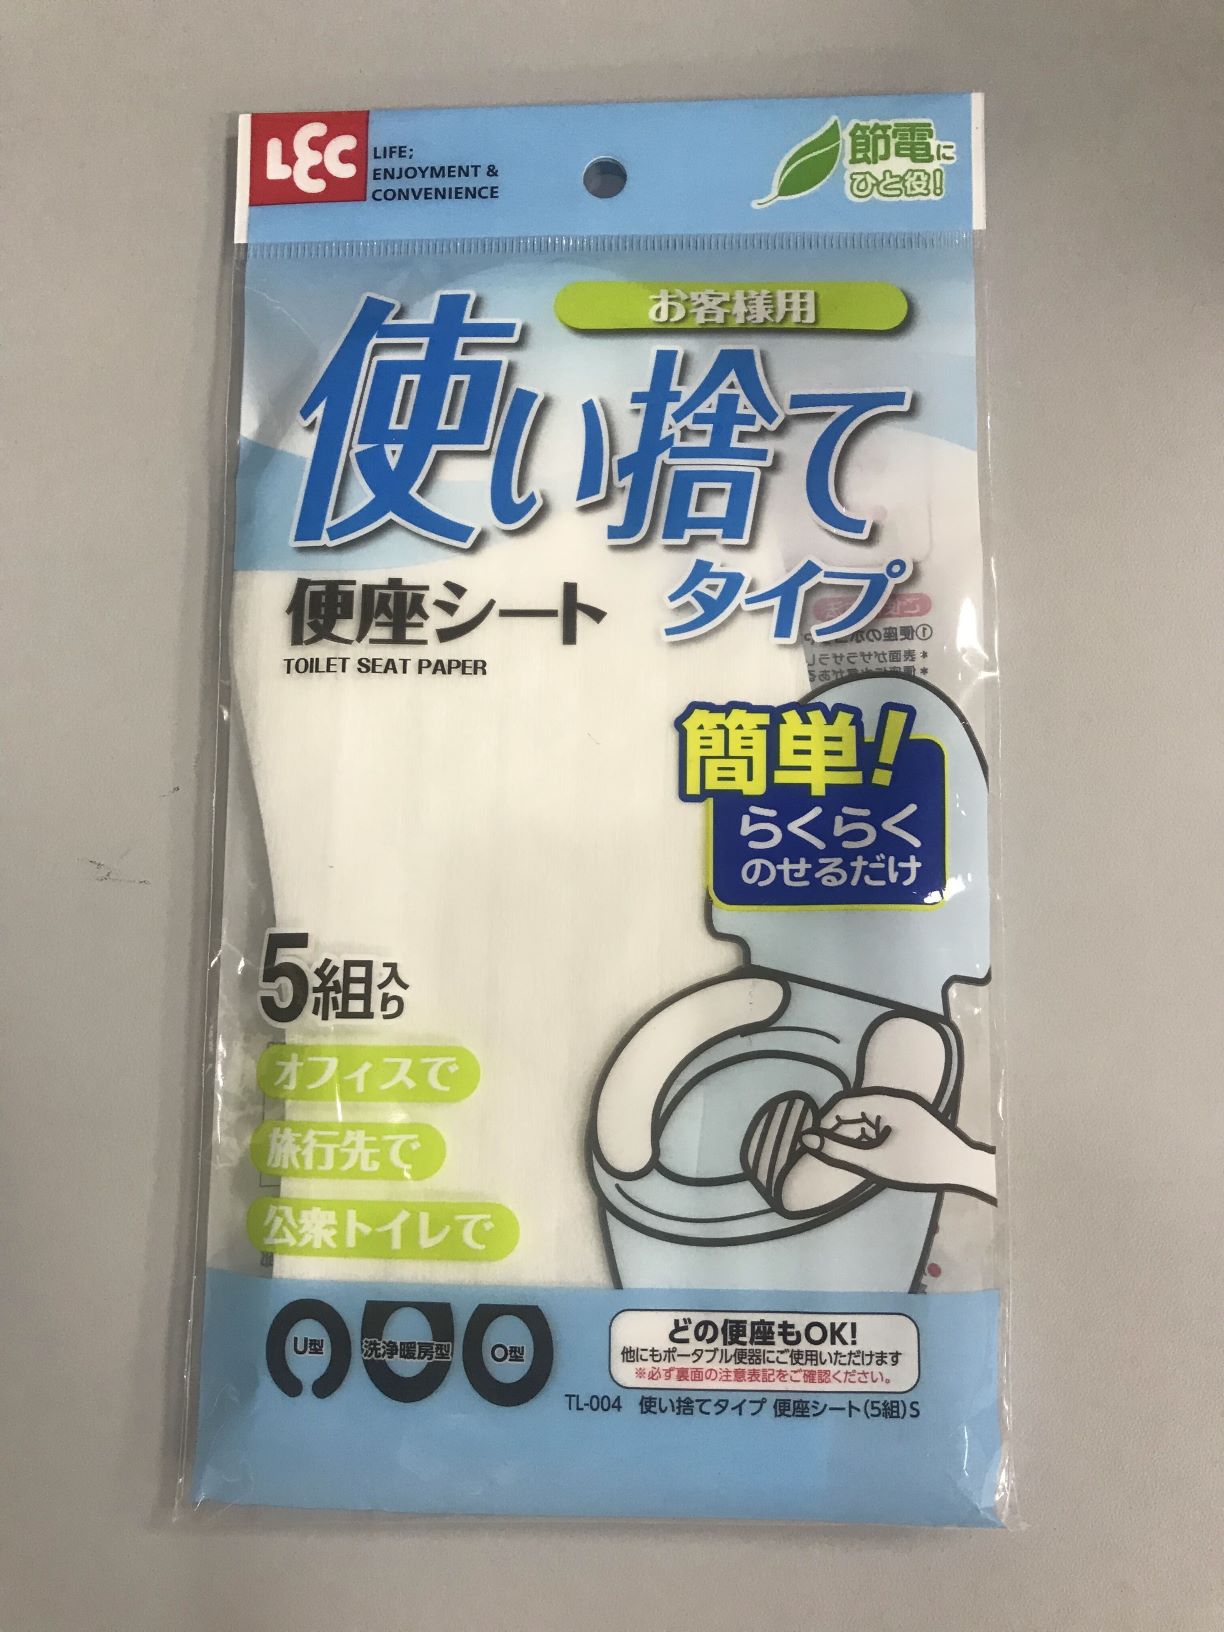 LEC
LIFE;
ENJOYMENT &
CONVENIENCE
節電に
ひと役!
お客様用
使い捨て
タイプ
便座シート
TOILET SEAT PAPER
簡単!
らくらく
のせるだけ
5組入り
オフィスで
旅行先で
公衆トイレで
U型
洗浄暖房型
O型
どの便座もOK!
他にもポータブル便器にご使用いただけます
※必ず裏面の注意表記をご確認ください。
TL-004 使い捨てタイプ 便座シート(5組)S